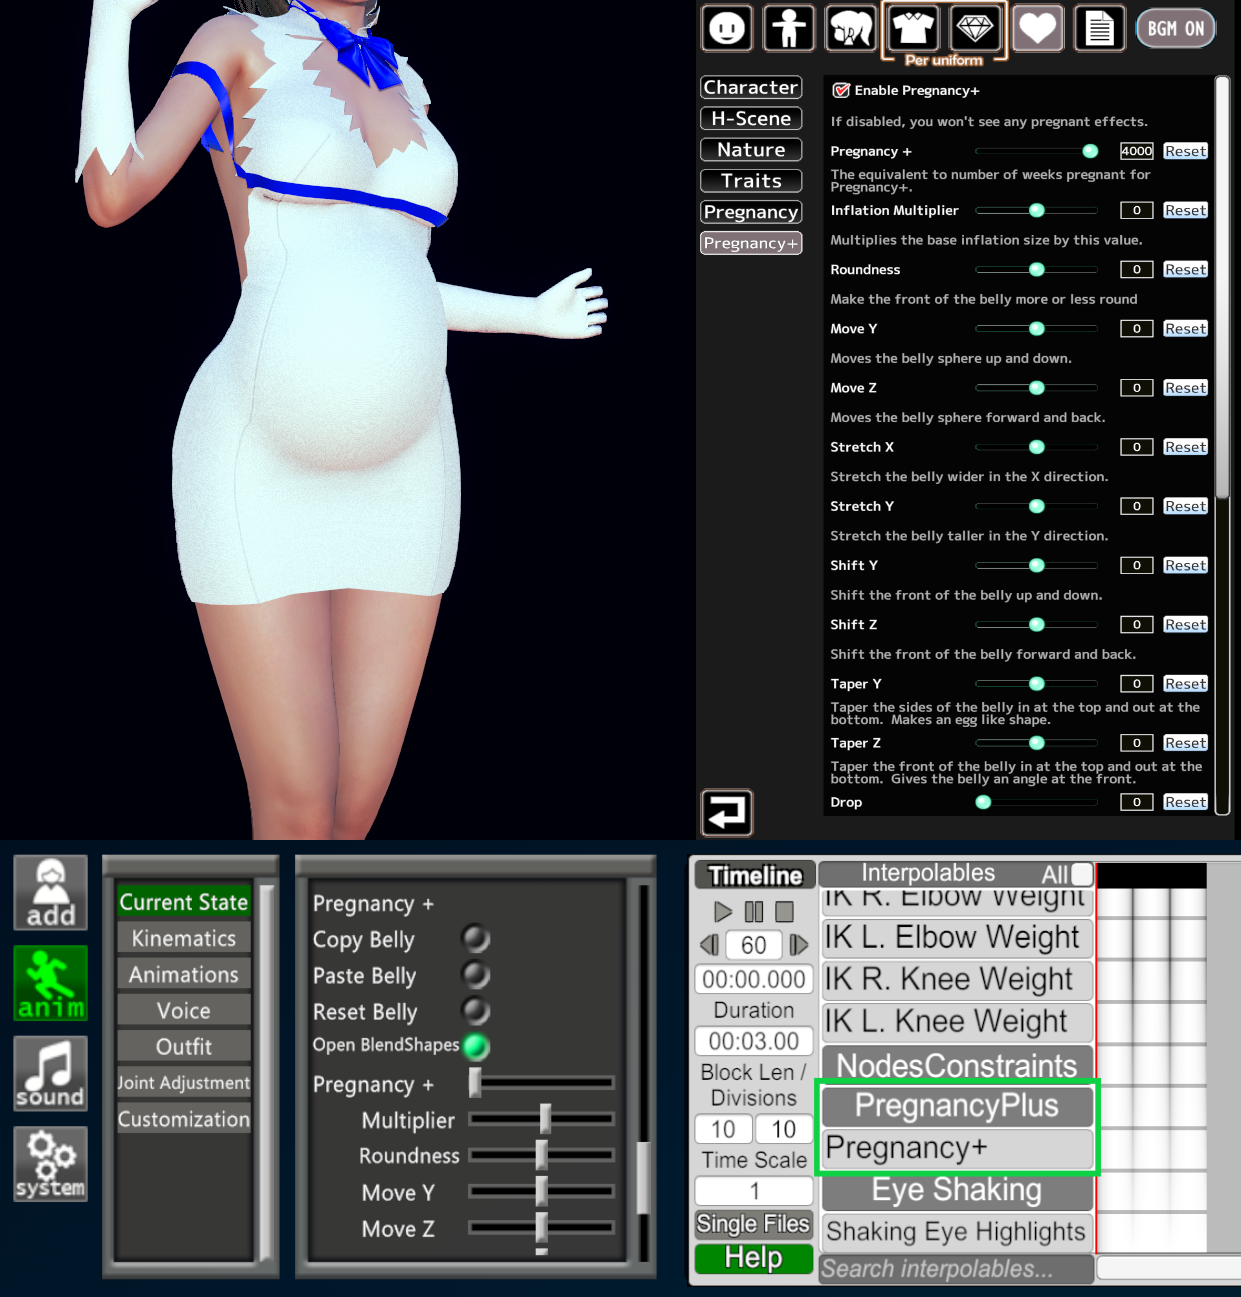 Per uniform
BGM ON
Character
H-Scene
Nature
Traits
Pregnancy
Pregnancy+
Enable Pregnancy+
If disabled, you won't see any pregnant effects.
Pregnancy + 4000 Reset
The equivalent to number of weeks pregnant for
Pregnancy+.
Inflation Multiplier 0 Reset
Multiplies the base inflation size by this value.
Roundness 0 Reset
Make the front of the belly more or less round
Move Y 0 Reset
Moves the belly sphere up and down.
Move Z 0 Reset
Moves the belly sphere forward and back.
Stretch X 0 Reset
Stretch the belly wider in the X direction.
Stretch Y 0 Reset
Stretch the belly taller in the Y direction.
Shift Y 0 Reset
Shift the front of the belly up and down.
Shift Z 0 Reset
Shift the front of the belly forward and back.
Taper Y 0 Reset
Taper the sides of the belly in at the top and out at the
bottom. Makes an egg like shape.
Taper Z 0 Reset
Taper the front of the belly in at the top and out at the
bottom. Gives the belly an angle at the front.
Drop 0 Reset
add
anim
sound
system
Current State
Kinematics
Animations
Voice
Outfit
Joint Adjustment
Customization
Pregnancy +
Copy Belly
Paste Belly
Reset Belly
Open BlendShapes
Pregnancy +
Multiplier
Roundness
Move Y
Move Z
Timeline
60
00:00.000
Duration
00:03.00
Block Len /
Divisions
10 10
Time Scale
1
Single Files
Help
Interpolables All
IK R. Elbow Weight
IK L. Elbow Weight
IK R. Knee Weight
IK L. Knee Weight
NodesConstraints
PregnancyPlus
Pregnancy+
Eye Shaking
Shaking Eye Highlights
Search interpolables...